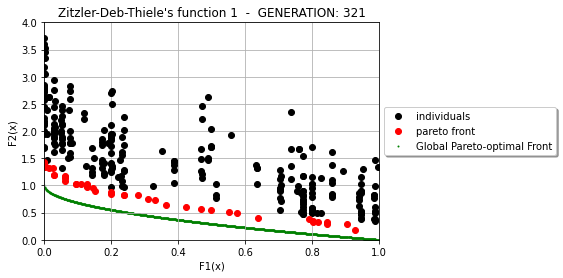 Zitzler-Deb-Thiele's function 1 - GENERATION: 321
4.0
3.5
3.0
2.5
2.0
1.5
1.0
0.5
0.0
F2(x)
0.0 0.2 0.4 0.6 0.8 1.0
F1(x)
individuals
pareto front
Global Pareto-optimal Front